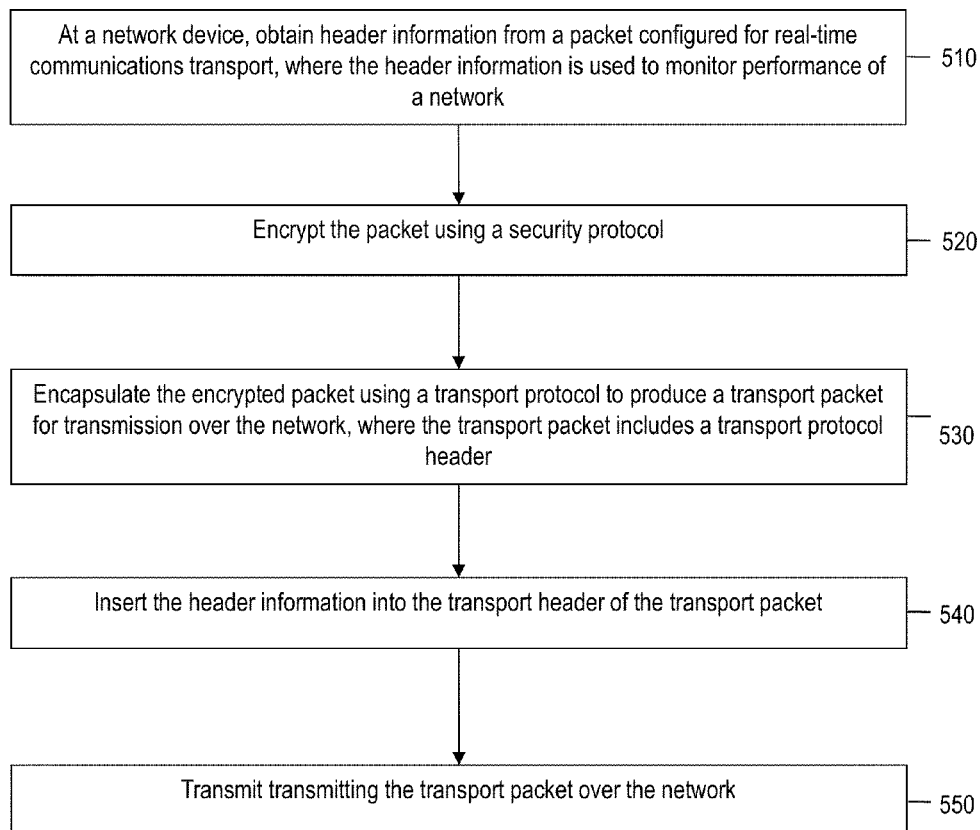 At a network device, obtain header information from a packet configured for real-time
communications transport, where the header information is used to monitor performance of
a network
510
Encrypt the packet using a security protocol
520
Encapsulate the encrypted packet using a transport protocol to produce a transport packet
for transmission over the network, where the transport packet includes a transport protocol
header
530
Insert the header information into the transport header of the transport packet
540
Transmit transmitting the transport packet over the network
550